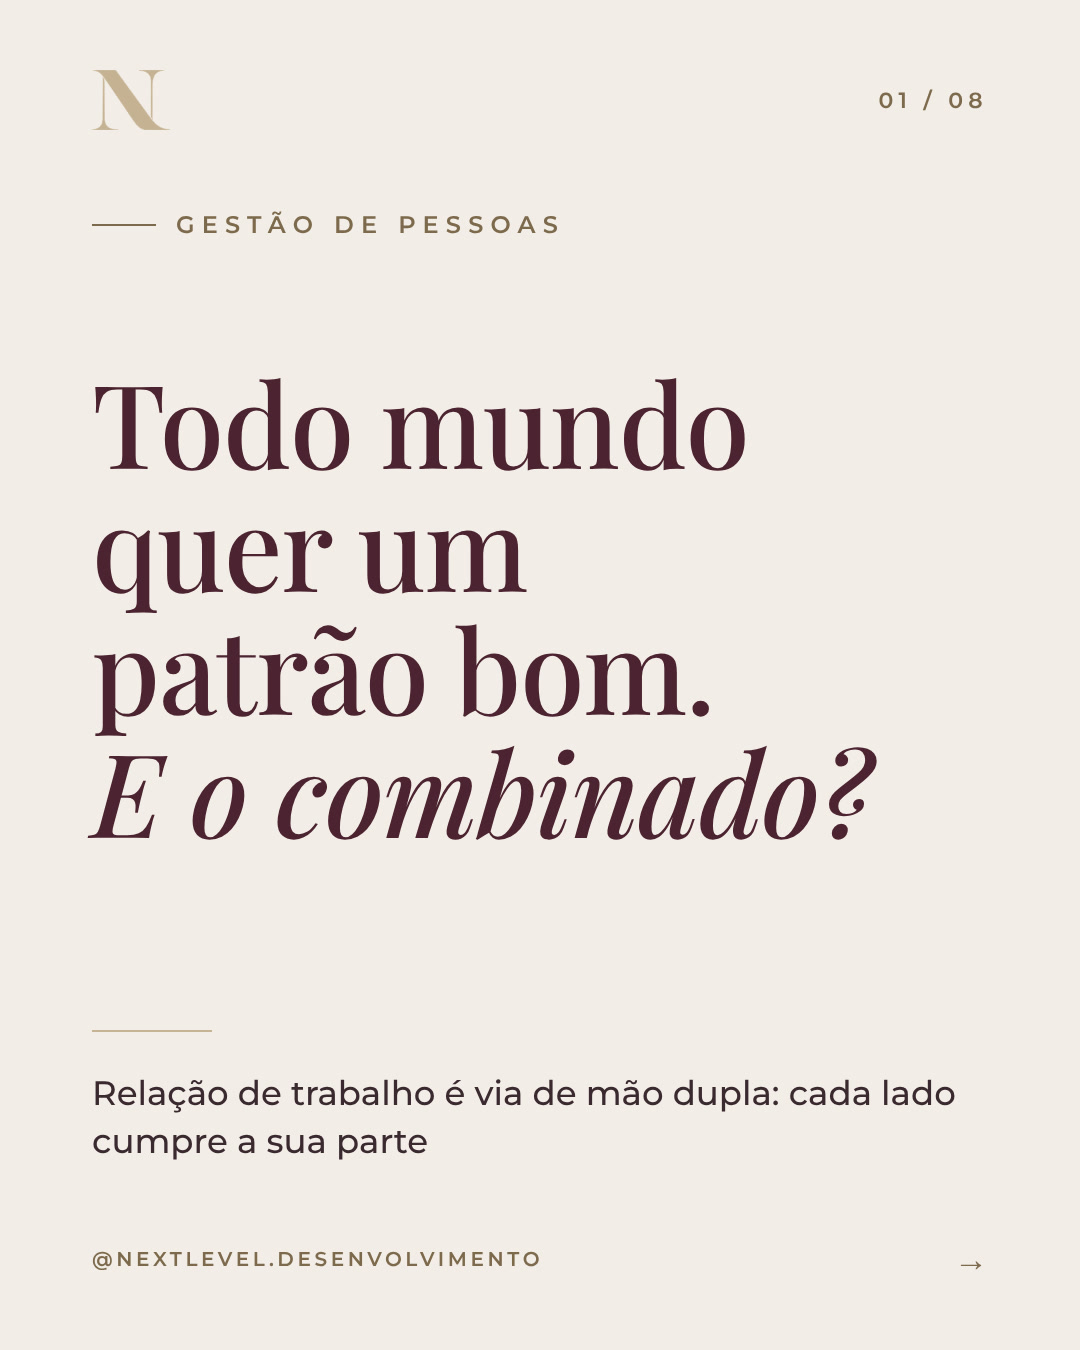 N
01 / 08
GESTÃO DE PESSOAS
Todo mundo
quer um
patrão bom.
E o combinado?
Relação de trabalho é via de mão dupla: cada lado
cumpre a sua parte
@NEXTLEVEL.DESENVOLVIMENTO
→